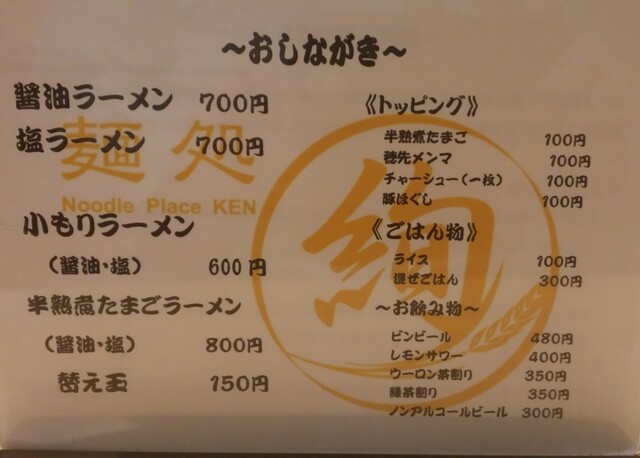 ～おしながき～
醤油ラーメン 700円
塩ラーメン 700円
麺処
Noodle Place KEN
絢
小もりラーメン
（醤油・塩） 600円
半熟煮たまごラーメン
（醤油・塩） 800円
替え玉 150円
《トッピング》
半熟煮たまご 100円
穂先メンマ 100円
チャーシュー（一枚） 100円
豚ほぐし 100円
《ごはん物》
ライス 100円
混ぜごはん 300円
～お飲み物～
ビンビール 480円
レモンサワー 400円
ウーロン茶割り 350円
緑茶割り 350円
ノンアルコールビール 300円